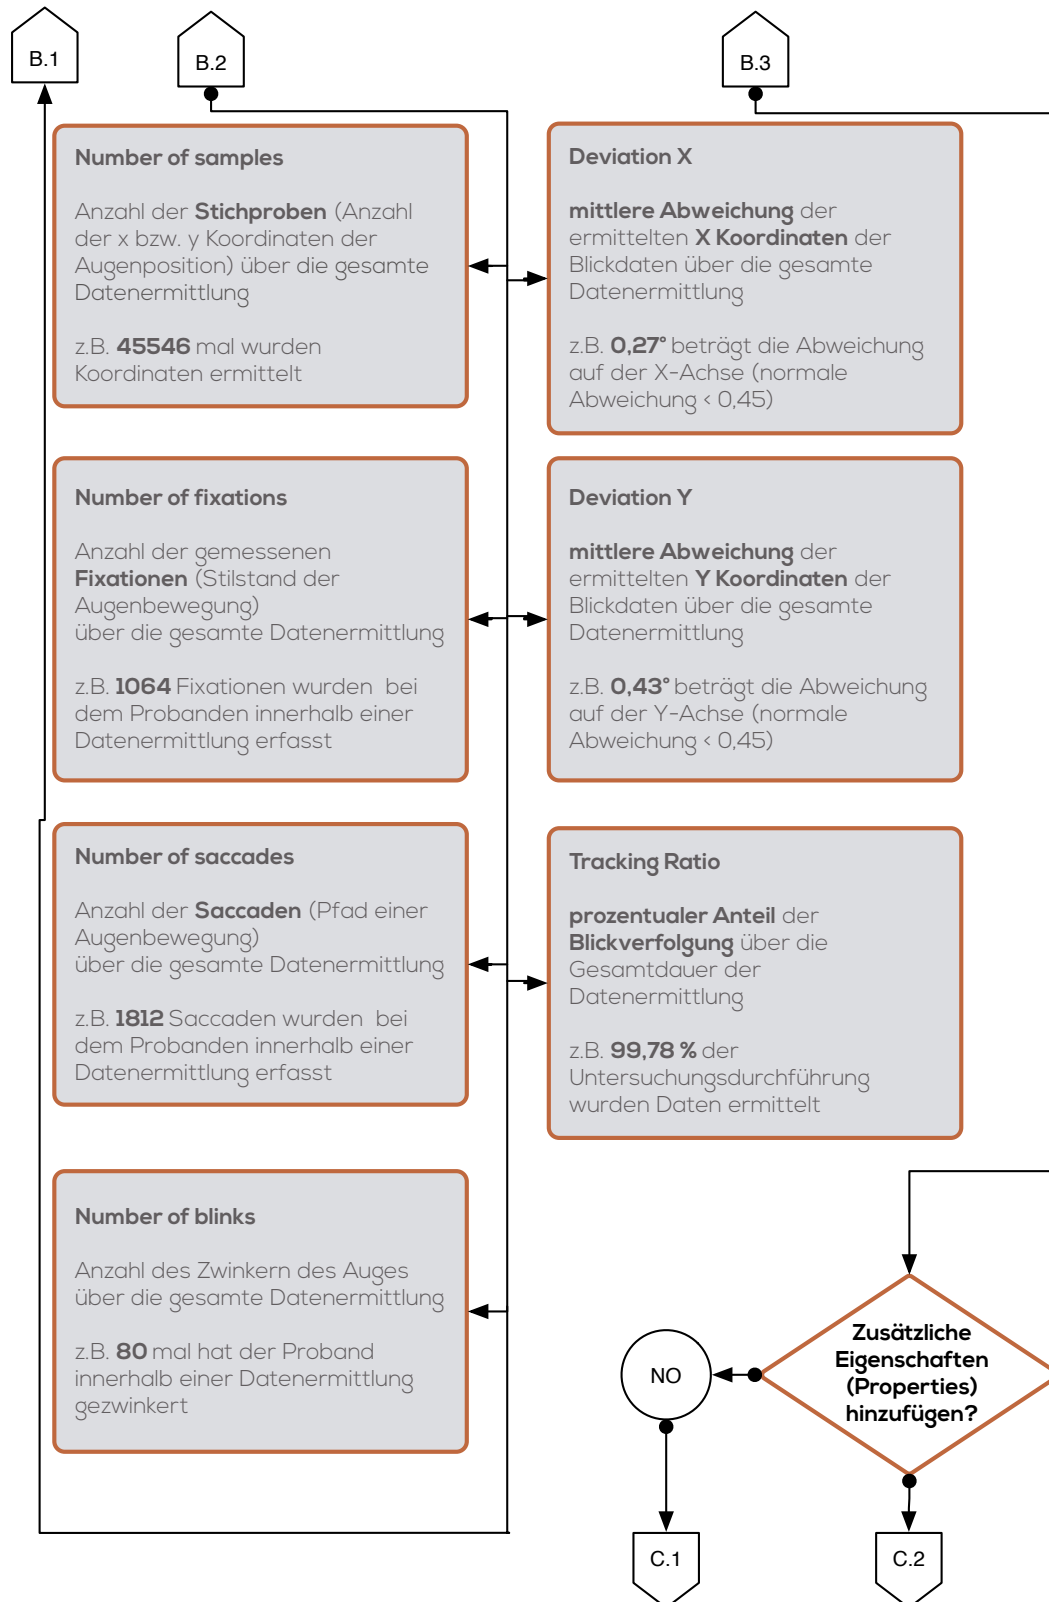 B.1
B.2
B.3
Number of samples
Anzahl der Stichproben (Anzahl
der x bzw. y Koordinaten der
Augenposition) über die gesamte
Datenermittlung
z.B. 45546 mal wurden
Koordinaten ermittelt
Deviation X
mittlere Abweichung der
ermittelten X Koordinaten der
Blickdaten über die gesamte
Datenermittlung
z.B. 0,27° beträgt die Abweichung
auf der X-Achse (normale
Abweichung < 0,45)
Number of fixations
Anzahl der gemessenen
Fixationen (Stilstand der
Augenbewegung)
über die gesamte Datenermittlung
z.B. 1064 Fixationen wurden  bei
dem Probanden innerhalb einer
Datenermittlung erfasst
Deviation Y
mittlere Abweichung der
ermittelten Y Koordinaten der
Blickdaten über die gesamte
Datenermittlung
z.B. 0,43° beträgt die Abweichung
auf der Y-Achse (normale
Abweichung < 0,45)
Number of saccades
Anzahl der Saccaden (Pfad einer
Augenbewegung)
über die gesamte Datenermittlung
z.B. 1812 Saccaden wurden  bei
dem Probanden innerhalb einer
Datenermittlung erfasst
Tracking Ratio
prozentualer Anteil der
Blickverfolgung über die
Gesamtdauer der
Datenermittlung
z.B. 99,78 % der
Untersuchungsdurchführung
wurden Daten ermittelt
Number of blinks
Anzahl des Zwinkern des Auges
über die gesamte Datenermittlung
z.B. 80 mal hat der Proband
innerhalb einer Datenermittlung
gezwinkert
Zusätzliche
Eigenschaften
(Properties)
hinzufügen?
NO
C.1
C.2